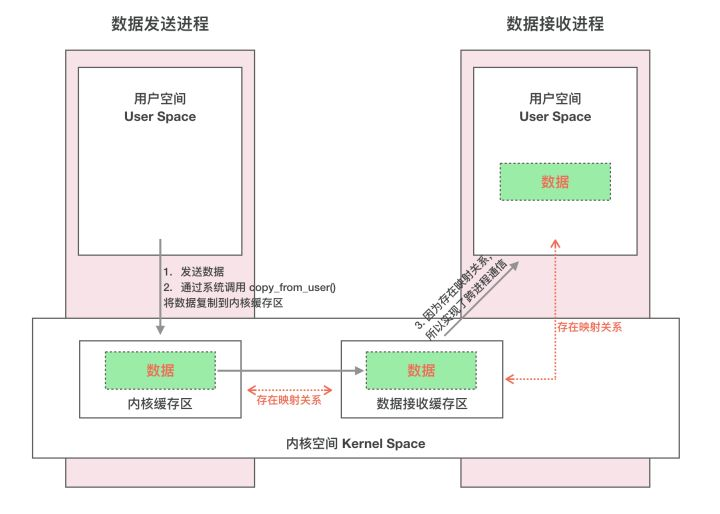 数据发送进程
数据接收进程
用户空间
User Space
用户空间
User Space
数据
1. 发送数据
2. 通过系统调用 copy_from_user()
将数据复制到内核缓存区
3. 因为存在映射关系，
所以实现了跨进程通信
存在映射关系
数据
内核缓存区
存在映射关系
数据
数据接收缓存区
内核空间 Kernel Space